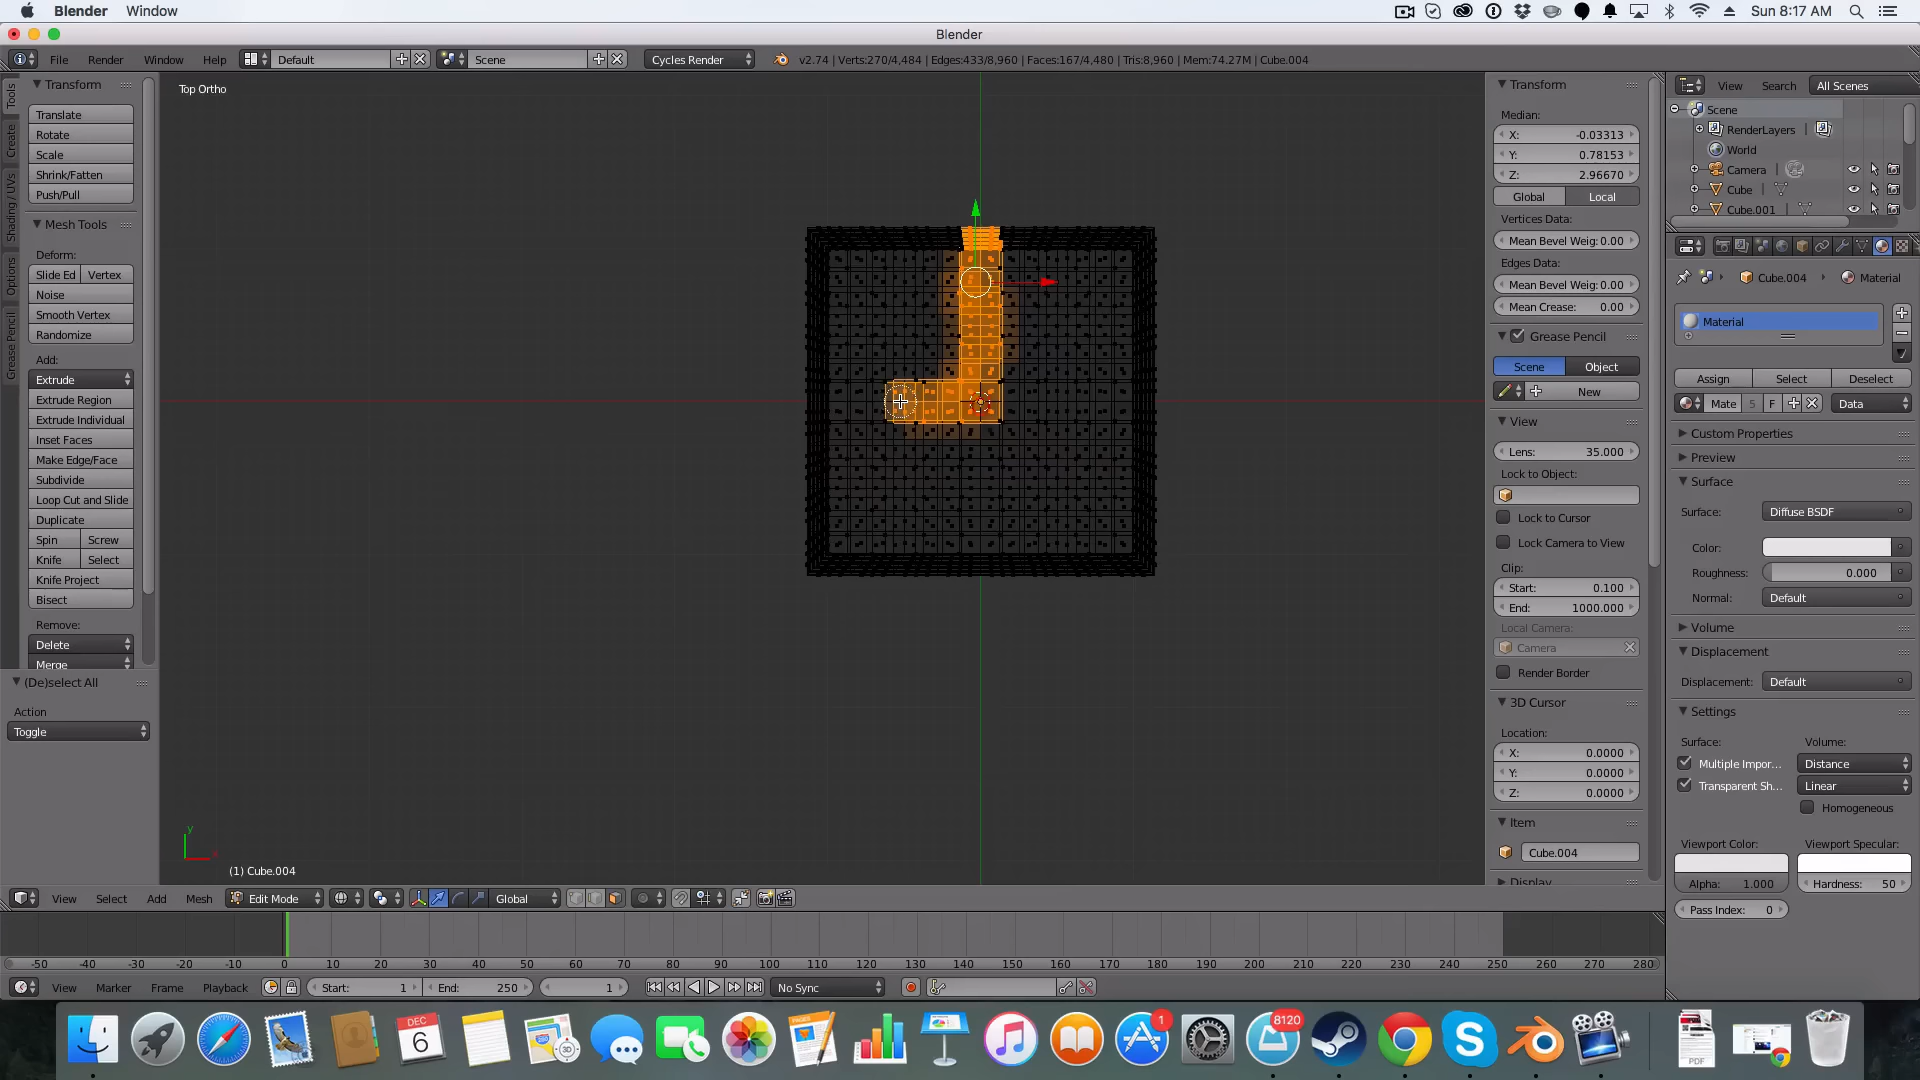 Blender Window
Sun 8:17 AM
Blender
File Render Window Help Default Scene Cycles Render v2.74 | Verts:270/4,484 | Edges:433/8,960 | Faces:167/4,480 | Tris:8,960 | Mem:74.27M | Cube.004
Tools
Create
Shading / UVs
Options
Grease Pencil
Transform
Translate
Rotate
Scale
Shrink/Fatten
Push/Pull
Mesh Tools
Deform:
Slide Ed Vertex
Noise
Smooth Vertex
Randomize
Add:
Extrude
Extrude Region
Extrude Individual
Inset Faces
Make Edge/Face
Subdivide
Loop Cut and Slide
Duplicate
Spin Screw
Knife Select
Knife Project
Bisect
Remove:
Delete
Merge
(De)select All
Action
Toggle
Top Ortho
y
x
(1) Cube.004
Transform
Median:
X: -0.03313
Y: 0.78153
Z: 2.96670
Global Local
Vertices Data:
Mean Bevel Weig: 0.00
Edges Data:
Mean Bevel Weig: 0.00
Mean Crease: 0.00
Grease Pencil
Scene Object
New
View
Lens: 35.000
Lock to Object:
Lock to Cursor
Lock Camera to View
Clip:
Start: 0.100
End: 1000.000
Local Camera:
Camera
Render Border
3D Cursor
Location:
X: 0.0000
Y: 0.0000
Z: 0.0000
Item
Cube.004
Display
View Search All Scenes
Scene
RenderLayers
World
Camera
Cube
Cube.001
Cube.004 Material
Material
Assign Select Deselect
Mate 5 F Data
Custom Properties
Preview
Surface
Surface: Diffuse BSDF
Color:
Roughness: 0.000
Normal: Default
Volume
Displacement
Displacement: Default
Settings
Surface: Volume:
Multiple Impor... Distance
Transparent Sh... Linear
Homogeneous
Viewport Color: Viewport Specular:
Alpha: 1.000 Hardness: 50
Pass Index: 0
View Select Add Mesh Edit Mode Global
-50 -40 -30 -20 -10 0 10 20 30 40 50 60 70 80 90 100 110 120 130 140 150 160 170 180 190 200 210 220 230 240 250 260 270 280
View Marker Frame Playback Start: 1 End: 250 1 No Sync
DEC
6
1
8120
PDF